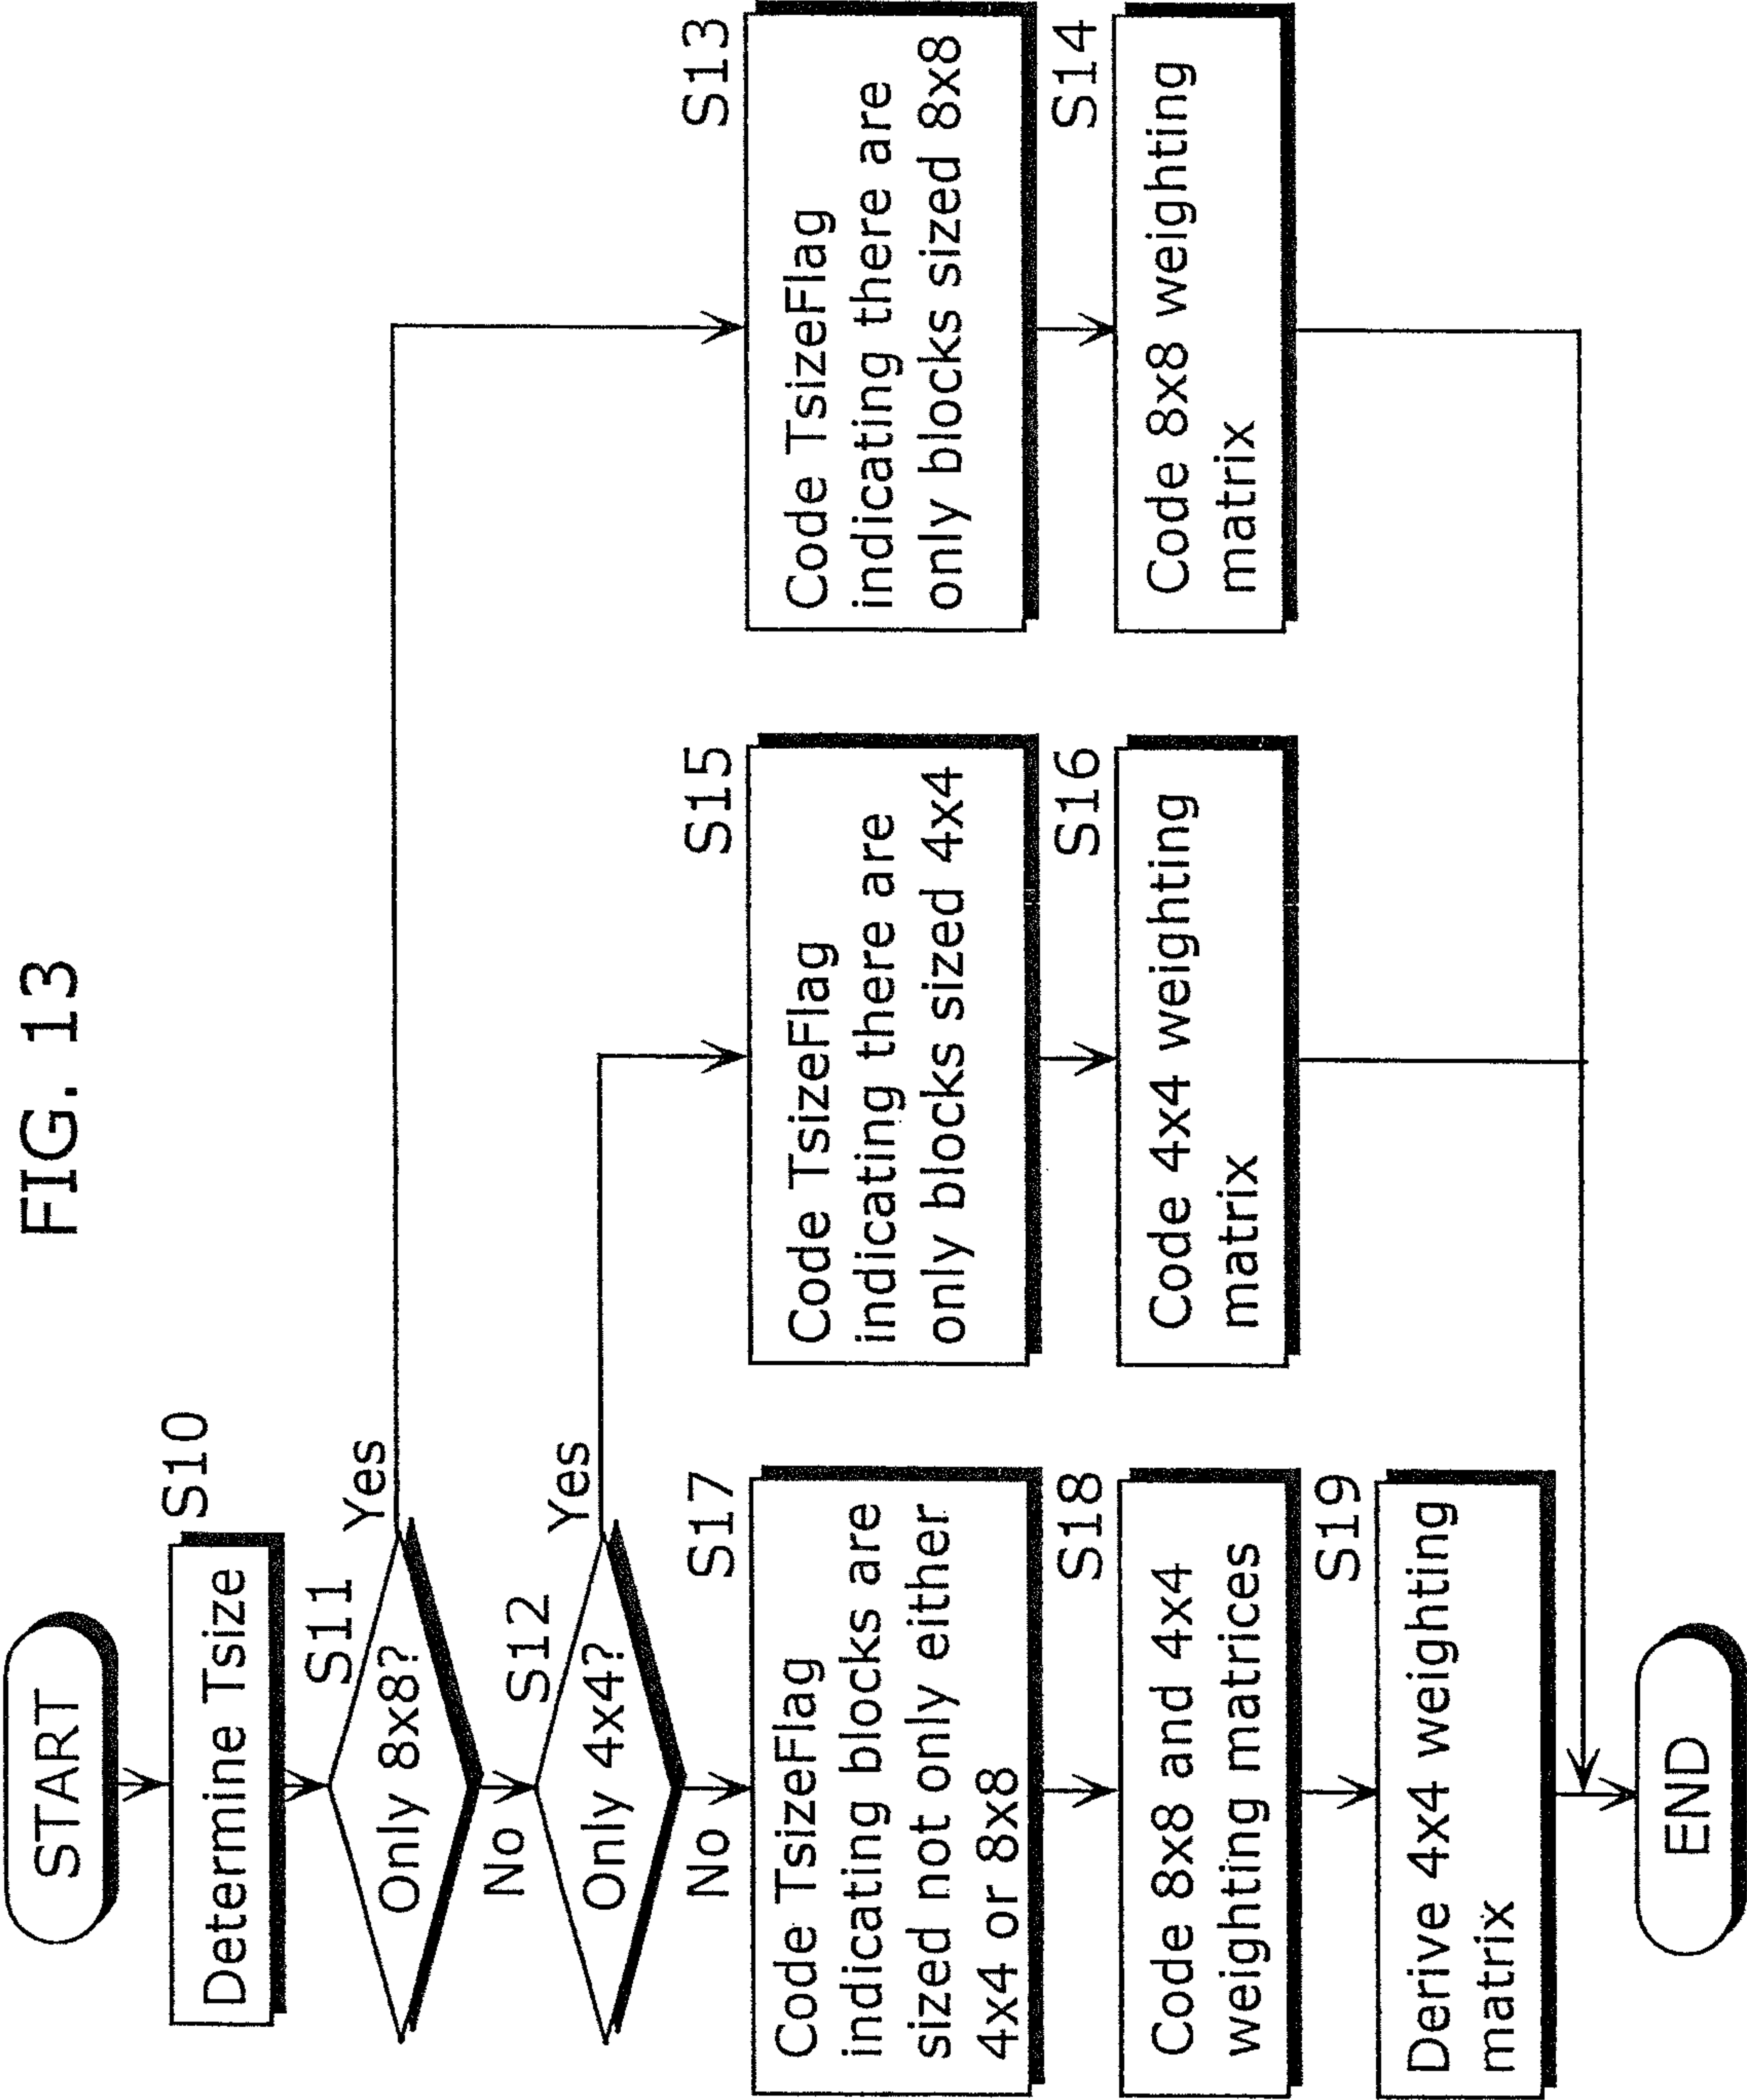 FIG. 13
START
S10
Determine Tsize
S11
Only 8x8?
Yes
No
S12
Only 4x4?
Yes
No
S17
Code TsizeFlag
indicating blocks are
sized not only either
4x4 or 8x8
S18
Code 8x8 and 4x4
weighting matrices
S19
Derive 4x4 weighting
matrix
S15
Code TsizeFlag
indicating there are
only blocks sized 4x4
S16
Code 4x4 weighting
matrix
S13
Code TsizeFlag
indicating there are
only blocks sized 8x8
S14
Code 8x8 weighting
matrix
END